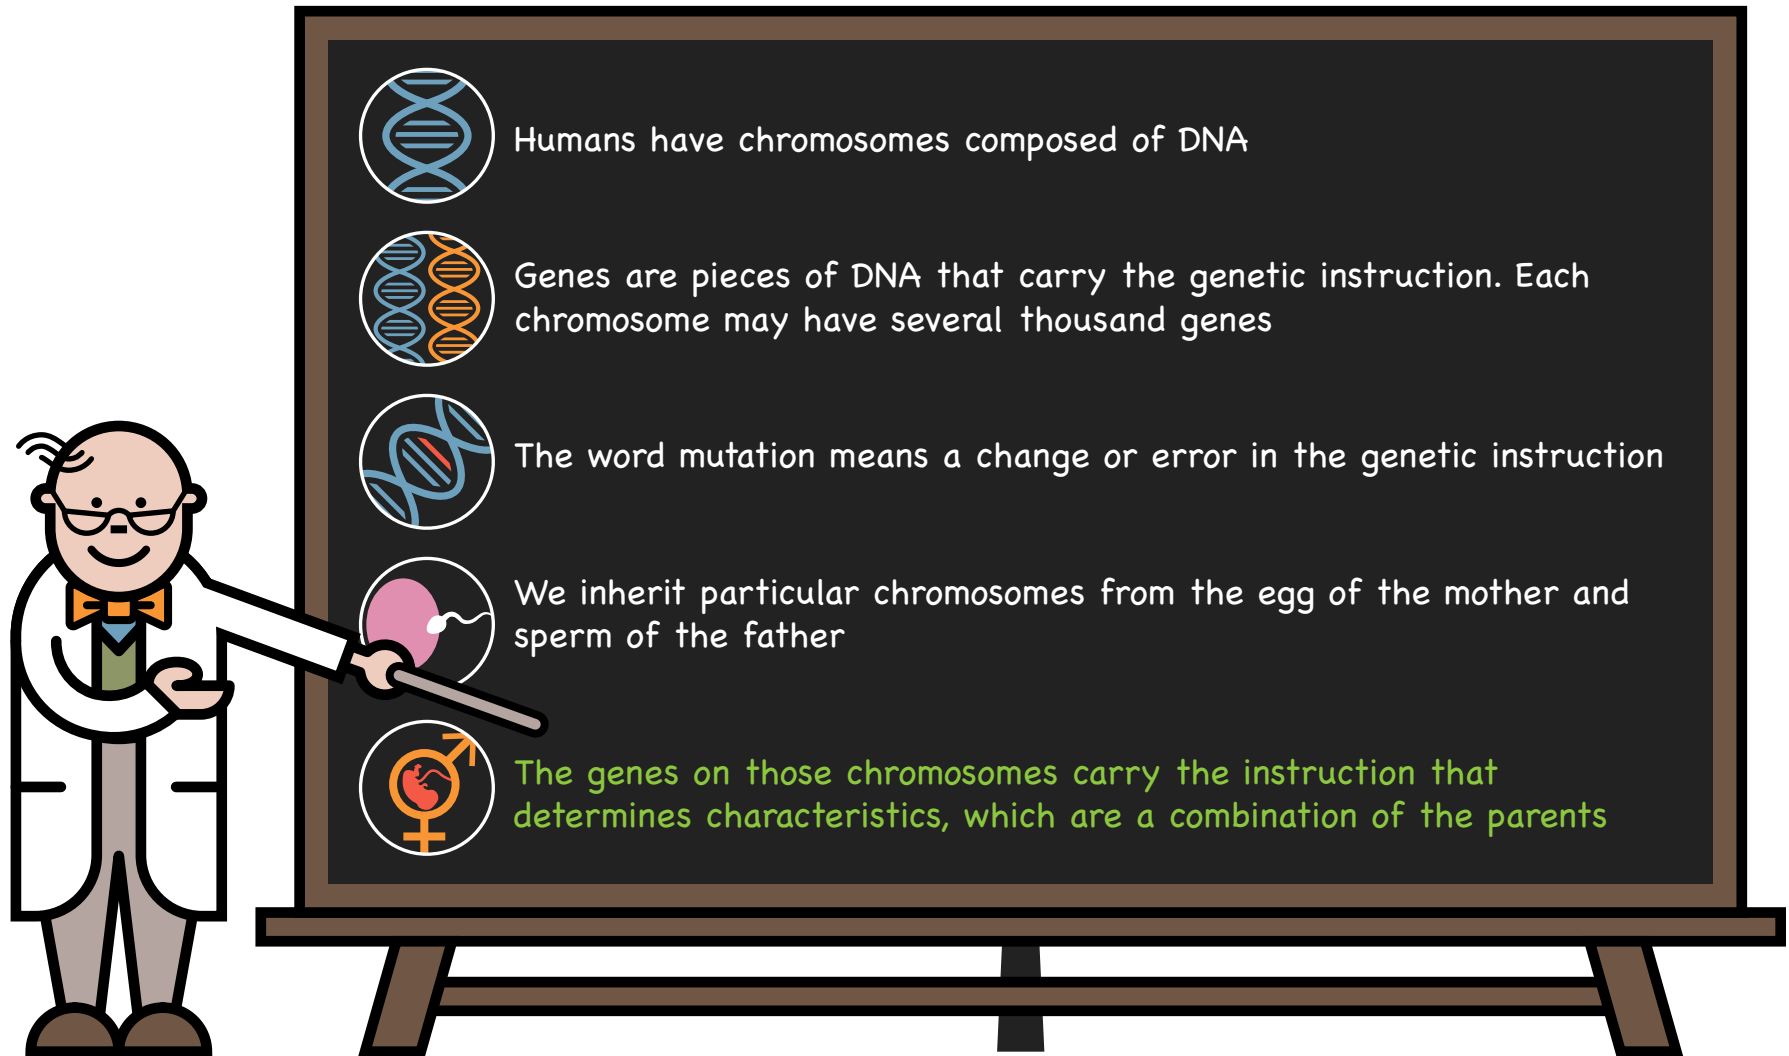 Humans have chromosomes composed of DNA
Genes are pieces of DNA that carry the genetic instruction. Each
chromosome may have several thousand genes
The word mutation means a change or error in the genetic instruction
We inherit particular chromosomes from the egg of the mother and
sperm of the father
The genes on those chromosomes carry the instruction that
determines characteristics, which are a combination of the parents